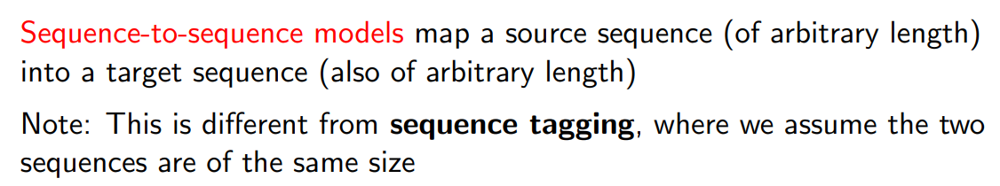 Sequence-to-sequence models map a source sequence (of arbitrary length)
into a target sequence (also of arbitrary length)
Note: This is different from sequence tagging, where we assume the two
sequences are of the same size